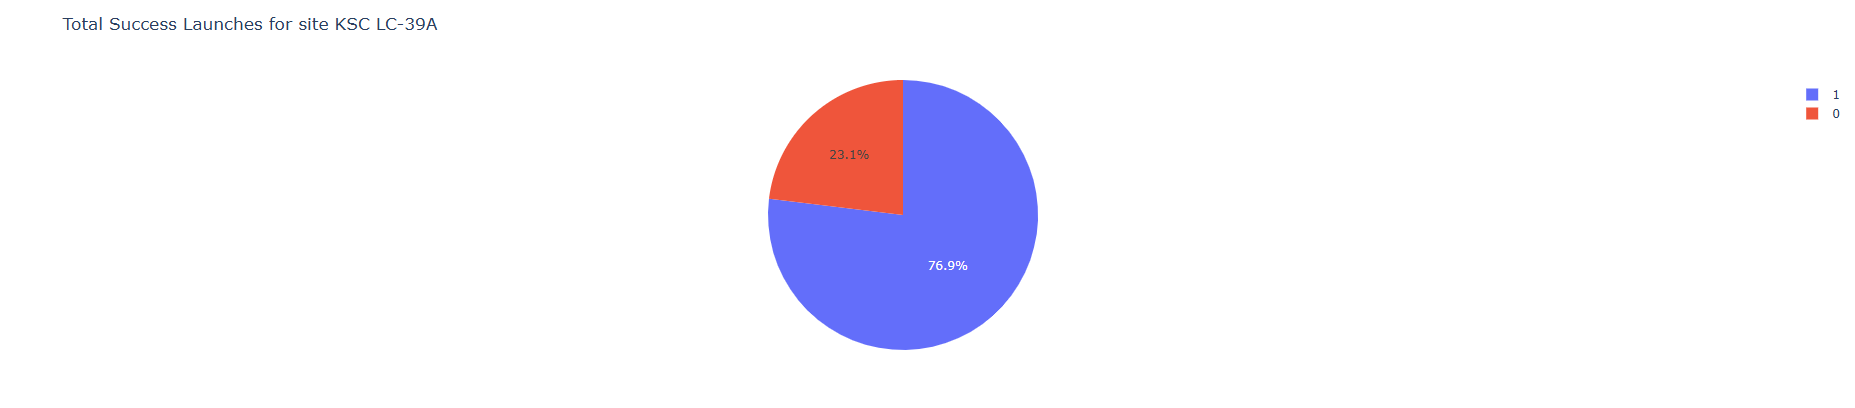 Total Success Launches for site KSC LC-39A
1
0
23.1%
76.9%